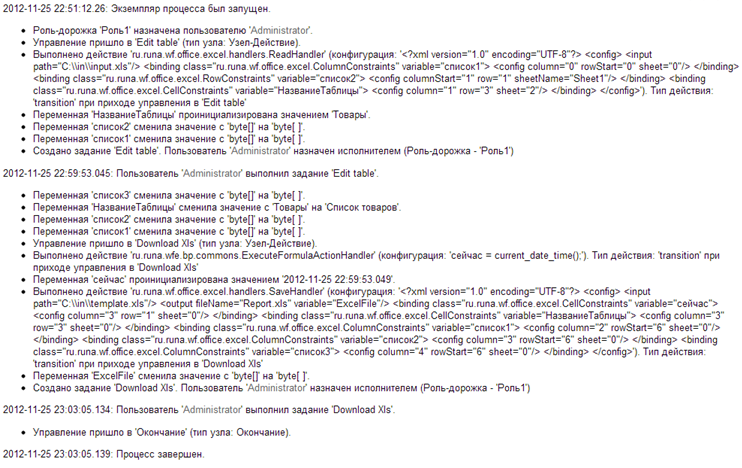 2012-11-25 22:51:12.26: Экземпляр процесса был запущен.
• Роль-дорожка 'Роль1' назначена пользователю 'Administrator'.
• Управление пришло в 'Edit table' (тип узла: Узел-Действие).
• Выполнено действие 'ru.runa.wf.office.excel.handlers.ReadHandler' (конфигурация: '<?xml version="1.0" encoding="UTF-8"?> <config> <input
path="C:\\in\\input.xls"/> <binding class="ru.runa.wf.office.excel.ColumnConstraints" variable="список1"> <config column="0" rowStart="0" sheet="0"/> </binding>
<binding class="ru.runa.wf.office.excel.RowConstraints" variable="список2"> <config columnStart="1" row="1" sheetName="Sheet1"/> </binding> <binding
class="ru.runa.wf.office.excel.CellConstraints" variable="НазваниеТаблицы"> <config column="1" row="3" sheet="2"/> </binding> </config>'). Тип действия:
'transition' при приходе управления в 'Edit table'
• Переменная 'НазваниеТаблицы' проинициализирована значением 'Товары'.
• Переменная 'список2' сменила значение с 'byte[]' на 'byte[ ]'.
• Переменная 'список1' сменила значение с 'byte[]' на 'byte[ ]'.
• Создано задание 'Edit table'. Пользователь 'Administrator' назначен исполнителем (Роль-дорожка - 'Роль1')
2012-11-25 22:59:53.045: Пользователь 'Administrator' выполнил задание 'Edit table'.
• Переменная 'список3' сменила значение с 'byte[]' на 'byte[ ]'.
• Переменная 'НазваниеТаблицы' сменила значение с 'Товары' на 'Список товаров'.
• Переменная 'список2' сменила значение с 'byte[]' на 'byte[ ]'.
• Переменная 'список1' сменила значение с 'byte[]' на 'byte[ ]'.
• Управление пришло в 'Download Xls' (тип узла: Узел-Действие).
• Выполнено действие 'ru.runa.wfe.bp.commons.ExecuteFormulaActionHandler' (конфигурация: 'сейчас = current_date_time();'). Тип действия: 'transition' при
приходе управления в 'Download Xls'
• Переменная 'сейчас' проинициализирована значением '2012-11-25 22:59:53.049'.
• Выполнено действие 'ru.runa.wf.office.excel.handlers.SaveHandler' (конфигурация: '<?xml version="1.0" encoding="UTF-8"?> <config> <input
path="C:\\in\\template.xls"/> <output fileName="Report.xls" variable="ExcelFile"/> <binding class="ru.runa.wf.office.excel.CellConstraints" variable="сейчас">
<config column="3" row="1" sheet="0"/> </binding> <binding class="ru.runa.wf.office.excel.CellConstraints" variable="НазваниеТаблицы"> <config column="3"
row="3" sheet="0"/> </binding> <binding class="ru.runa.wf.office.excel.ColumnConstraints" variable="список1"> <config column="2" rowStart="6" sheet="0"/>
</binding> <binding class="ru.runa.wf.office.excel.ColumnConstraints" variable="список2"> <config column="3" rowStart="6" sheet="0"/> </binding> <binding
class="ru.runa.wf.office.excel.ColumnConstraints" variable="список3"> <config column="4" rowStart="6" sheet="0"/> </binding> </config>'). Тип действия:
'transition' при приходе управления в 'Download Xls'
• Переменная 'ExcelFile' сменила значение с 'byte[]' на 'byte[ ]'.
• Создано задание 'Download Xls'. Пользователь 'Administrator' назначен исполнителем (Роль-дорожка - 'Роль1')
2012-11-25 23:03:05.134: Пользователь 'Administrator' выполнил задание 'Download Xls'.
• Управление пришло в 'Окончание' (тип узла: Окончание).
2012-11-25 23:03:05.139: Процесс завершен.